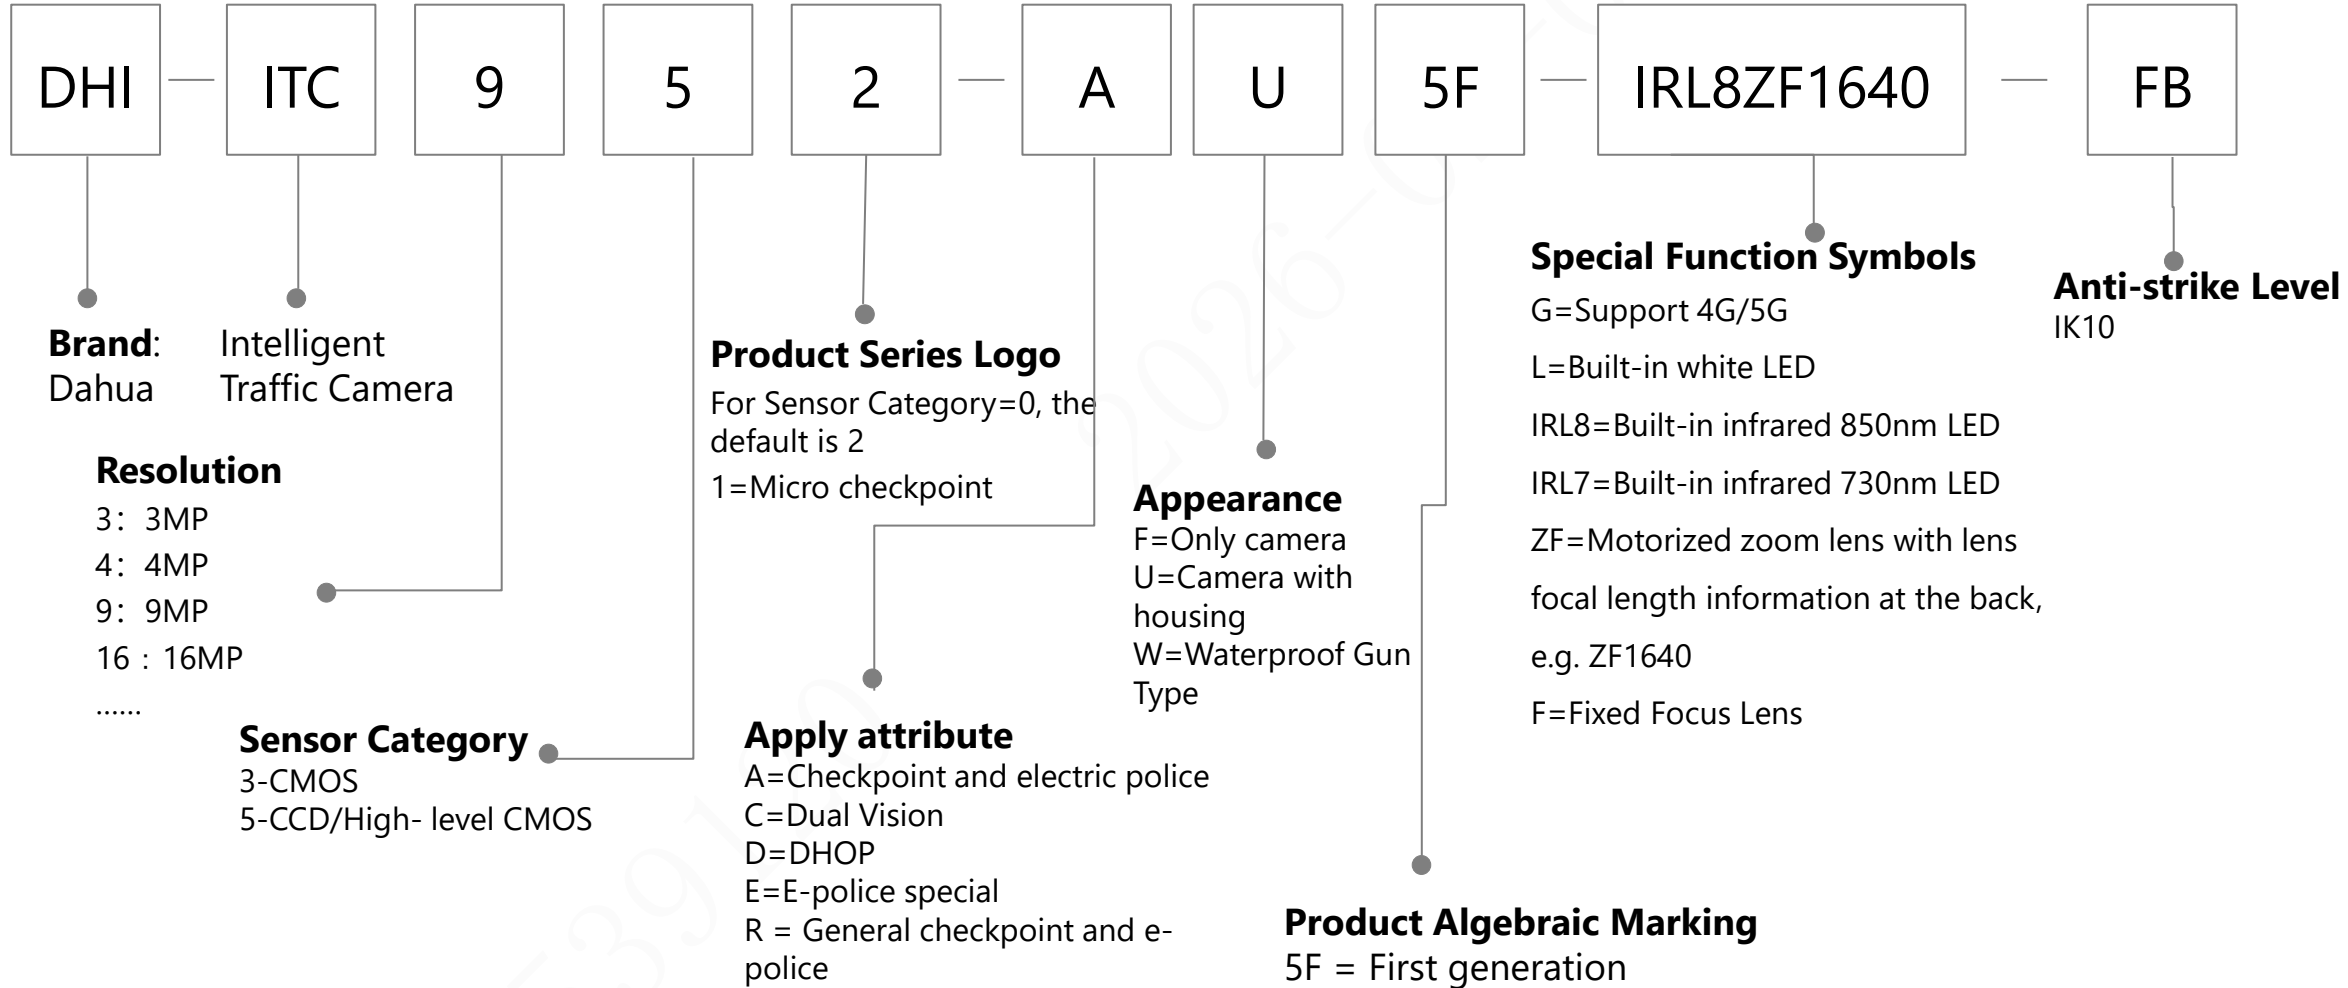 DHI — ITC 9 5 2 — A U 5F — IRL8ZF1640 — FB
Brand:
Dahua
Intelligent
Traffic Camera
Resolution
3: 3MP
4: 4MP
9: 9MP
16 : 16MP
......
Sensor Category
3-CMOS
5-CCD/High- level CMOS
Product Series Logo
For Sensor Category=0, the
default is 2
1=Micro checkpoint
Apply attribute
A=Checkpoint and electric police
C=Dual Vision
D=DHOP
E=E-police special
R = General checkpoint and e-
police
Appearance
F=Only camera
U=Camera with
housing
W=Waterproof Gun
Type
Product Algebraic Marking
5F = First generation
Special Function Symbols
G=Support 4G/5G
L=Built-in white LED
IRL8=Built-in infrared 850nm LED
IRL7=Built-in infrared 730nm LED
ZF=Motorized zoom lens with lens
focal length information at the back,
e.g. ZF1640
F=Fixed Focus Lens
Anti-strike Level
IK10